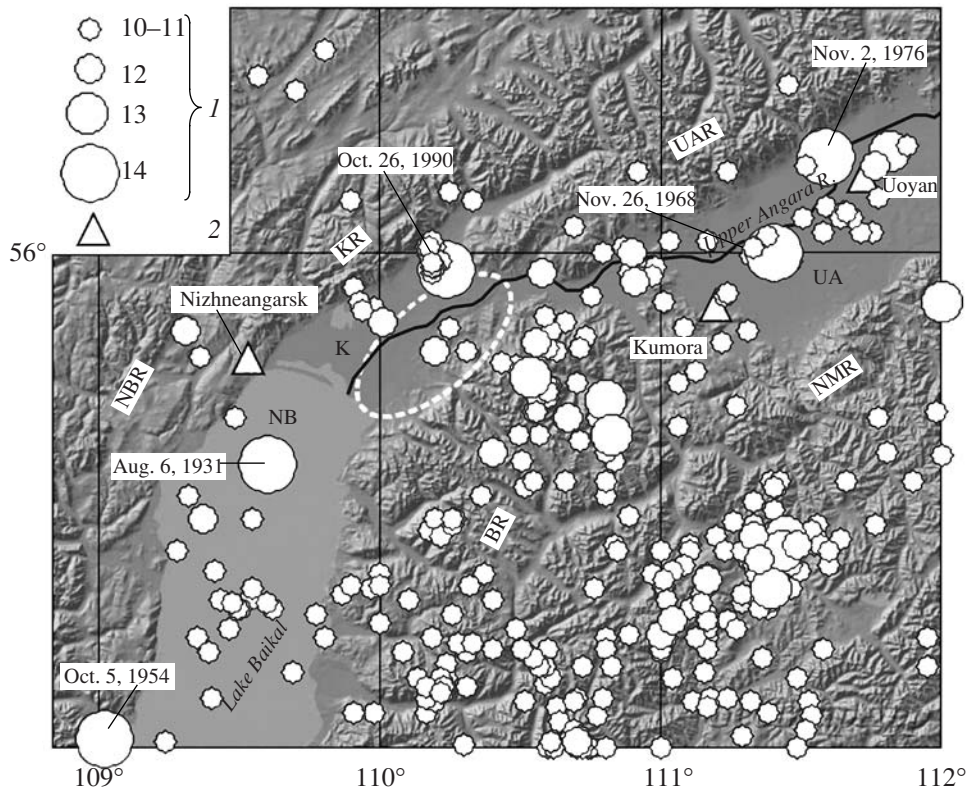 10–11
12
13
14
1
2
Nov. 2, 1976
UAR
Oct. 26, 1990
Nov. 26, 1968
Upper Angara R.
Uoyan
56°
KR
UA
Nizhneangarsk
K
Kumora
NBR
NMR
NB
Aug. 6, 1931
BR
Lake Baikal
Oct. 5, 1954
109°
110°
111°
112°